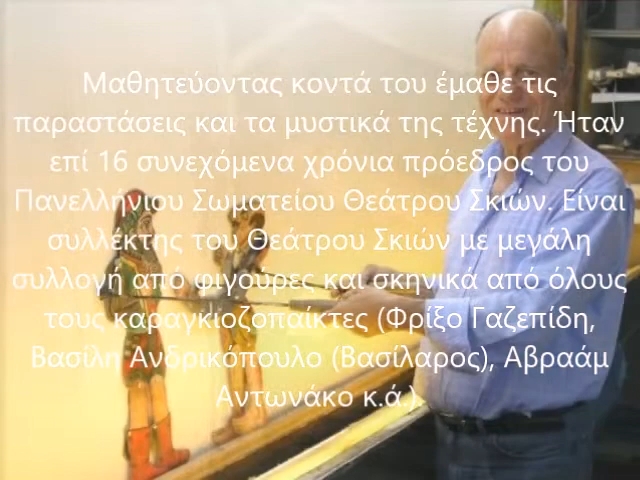 Μαθητεύοντας κοντά του έμαθε τις
παραστάσεις και τα μυστικά της τέχνης. Ήταν
επί 16 συνεχόμενα χρόνια πρόεδρος του
Πανελλήνιου Σωματείου Θεάτρου Σκιών. Είναι
συλλέκτης του Θεάτρου Σκιών με μεγάλη
συλλογή από φιγούρες και σκηνικά από όλους
τους καραγκιοζοπαίκτες (Φρίξο Γαζεπίδη,
Βασίλη Ανδρικόπουλο (Βασίλαρος), Αβραάμ
Αντωνάκο κ.ά.).